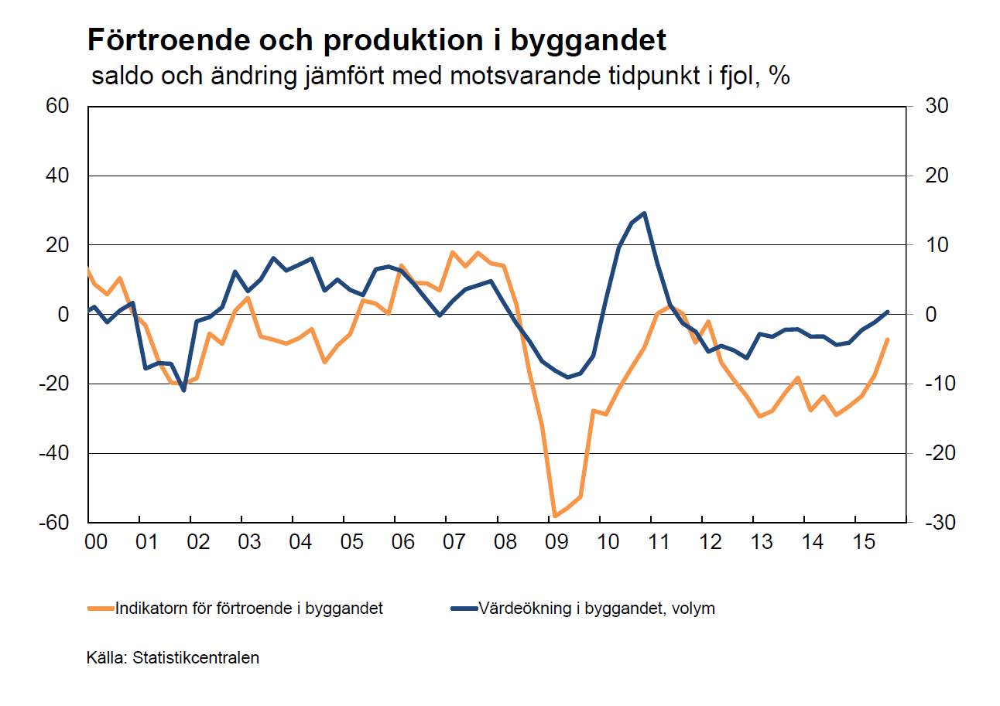 Förtroende och produktion i byggandet
saldo och ändring jämfört med motsvarande tidpunkt i fjol, %
60 30
40 20
20 10
0 0
-20 -10
-40 -20
-60 -30
00 01 02 03 04 05 06 07 08 09 10 11 12 13 14 15
Indikatorn för förtroende i byggandet Värdeökning i byggandet, volym
Källa: Statistikcentralen